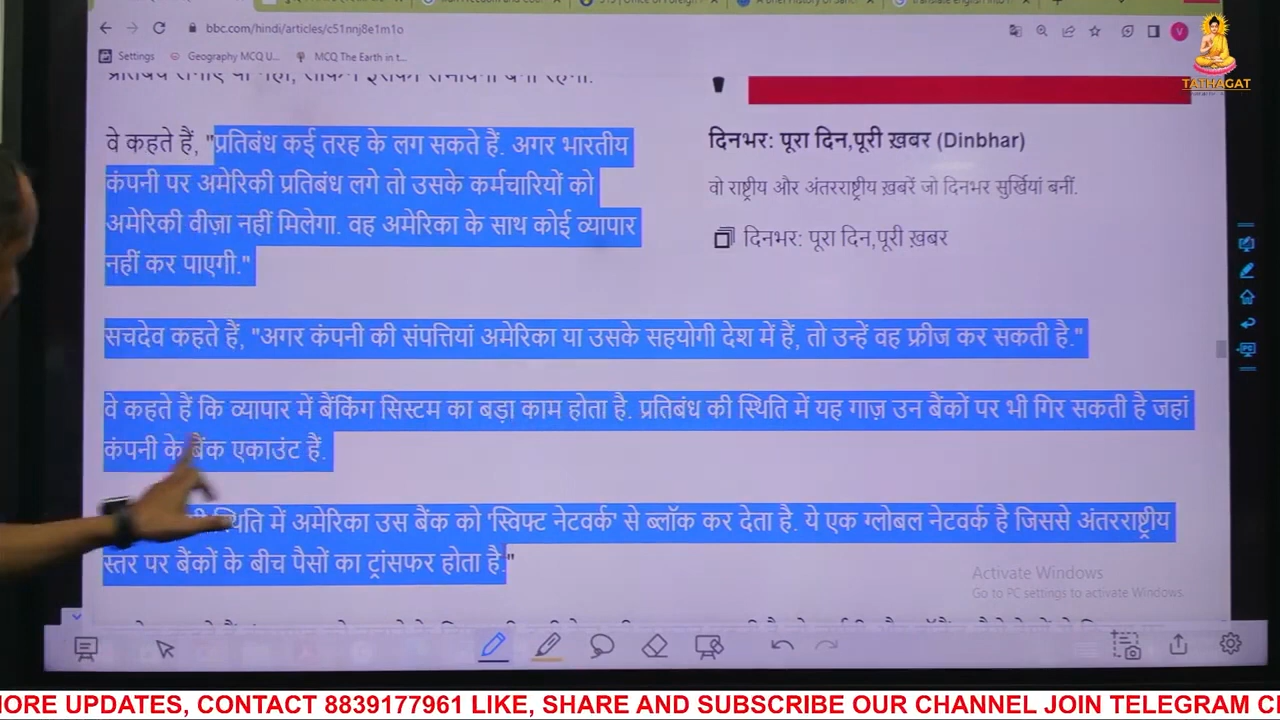 bbc.com/hindi/articles/c51nnj8e1m1o
V
TATHAGAT
Settings
Geography MCQ U...
MCQ The Earth in t...
वे कहते हैं, "प्रतिबंध कई तरह के लग सकते हैं. अगर भारतीय
कंपनी पर अमेरिकी प्रतिबंध लगे तो उसके कर्मचारियों को
अमेरिकी वीज़ा नहीं मिलेगा. वह अमेरिका के साथ कोई व्यापार
नहीं कर पाएगी."
दिनभर: पूरा दिन,पूरी ख़बर (Dinbhar)
वो राष्ट्रीय और अंतरराष्ट्रीय ख़बरें जो दिनभर सुर्खियां बनीं.
दिनभर: पूरा दिन,पूरी ख़बर
सचदेव कहते हैं, "अगर कंपनी की संपत्तियां अमेरिका या उसके सहयोगी देश में हैं, तो उन्हें वह फ्रीज कर सकती है."
वे कहते हैं कि व्यापार में बैंकिंग सिस्टम का बड़ा काम होता है. प्रतिबंध की स्थिति में यह गाज़ उन बैंकों पर भी गिर सकती है जहां
कंपनी के बैंक एकाउंट हैं.
स्थिति में अमेरिका उस बैंक को 'स्विफ्ट नेटवर्क' से ब्लॉक कर देता है. ये एक ग्लोबल नेटवर्क है जिससे अंतरराष्ट्रीय
स्तर पर बैंकों के बीच पैसों का ट्रांसफर होता है."
Activate Windows
Go to PC settings to activate Windows.
MORE UPDATES, CONTACT 8839177961 LIKE, SHARE AND SUBSCRIBE OUR CHANNEL JOIN TELEGRAM